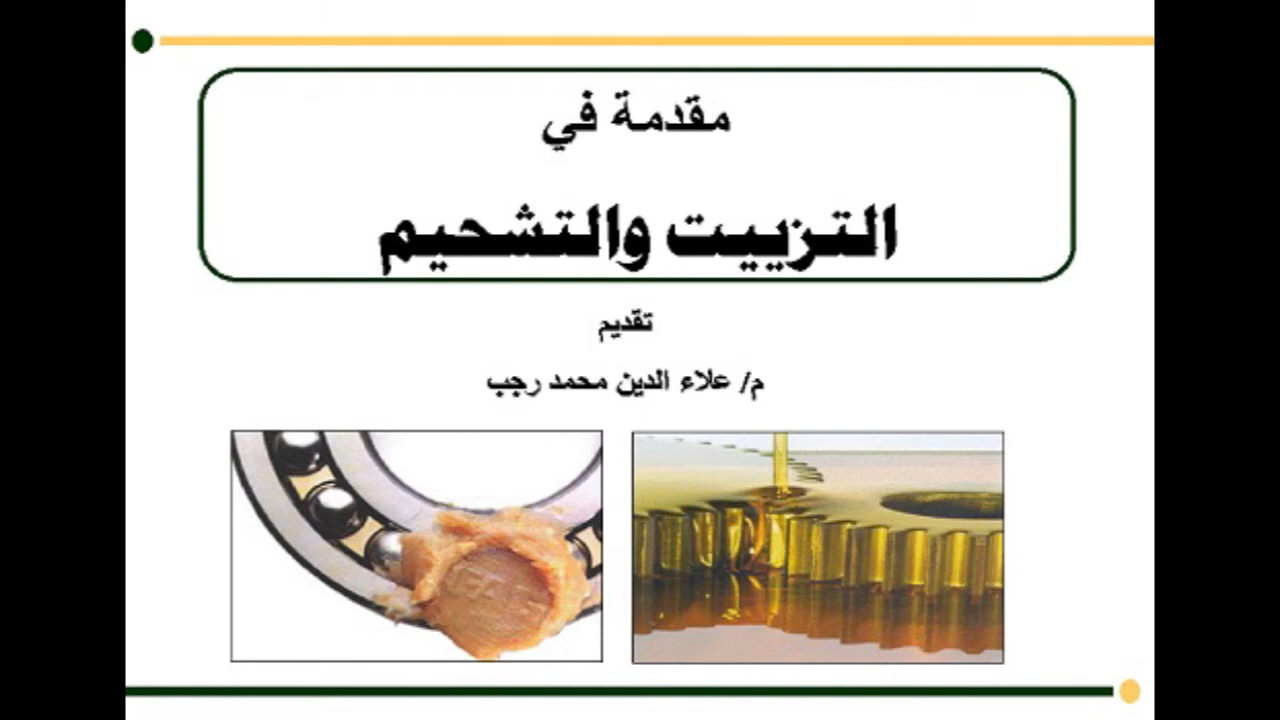 مقدمة في
التزييت والتشحيم
تقديم
م/ علاء الدين محمد رجب